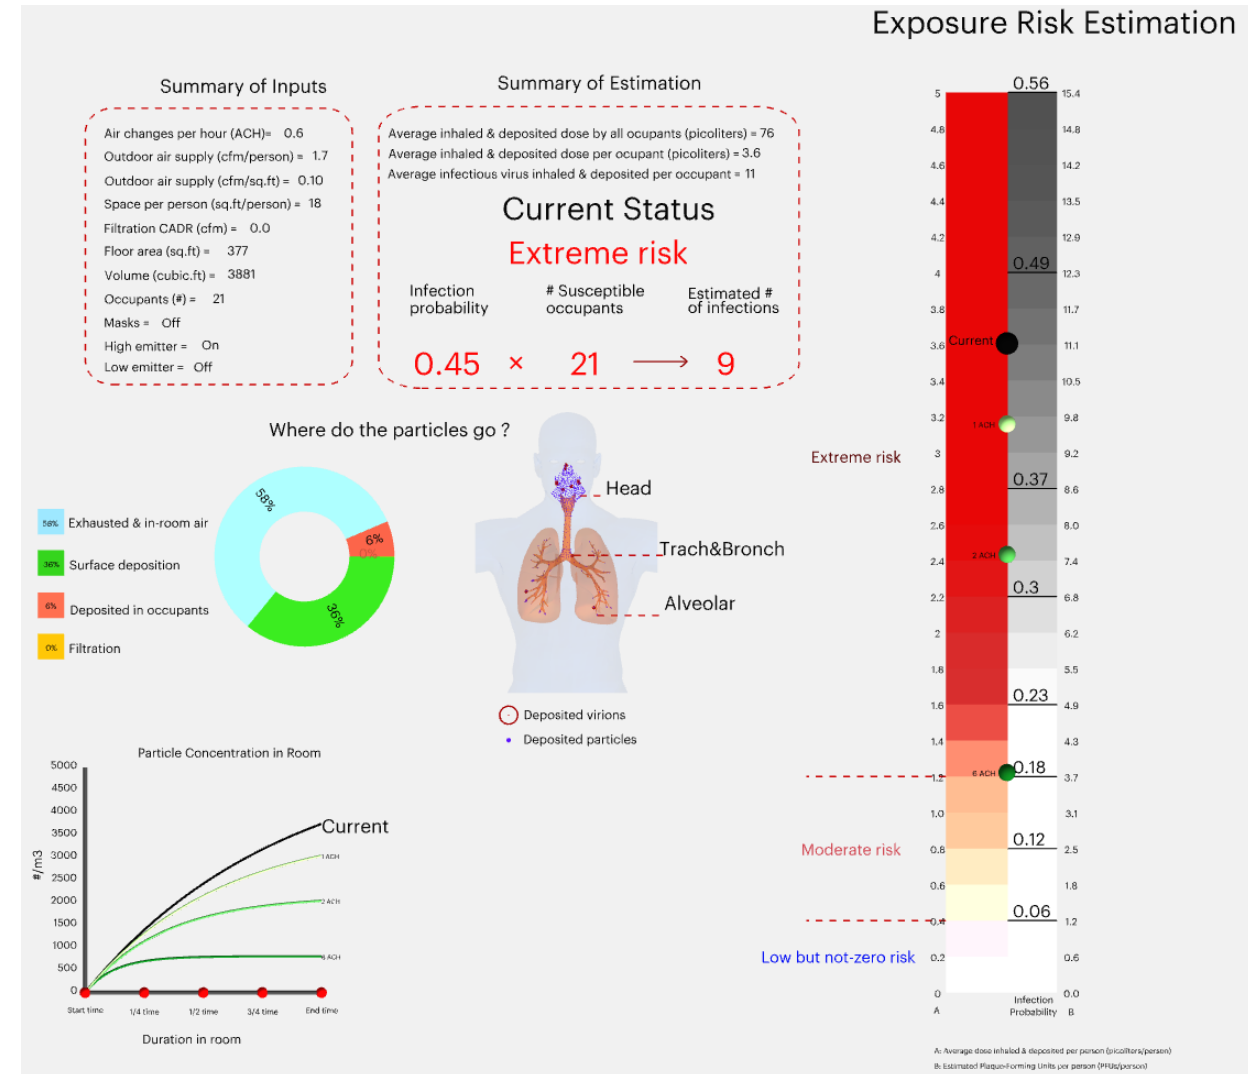 Exposure Risk Estimation
Summary of Inputs
Air changes per hour (ACH)= 0.6
Outdoor air supply (cfm/person) = 1.7
Outdoor air supply (cfm/sq.ft) = 0.10
Space per person (sq.ft/person) = 18
Filtration CADR (cfm) = 0.0
Floor area (sq.ft) = 377
Volume (cubic.ft) = 3881
Occupants (#) = 21
Masks = Off
High emitter = On
Low emitter = Off
Summary of Estimation
Average inhaled & deposited dose by all ocupants (picoliters) = 76
Average inhaled & deposited dose per ocupant (picoliters) = 3.6
Average infectious virus inhaled & deposited per occupant = 11
Current Status
Extreme risk
Infection
probability
# Susceptible
occupants
Estimated #
of infections
0.45 × 21 → 9
Where do the particles go ?
58%
6%
0%
36%
58% Exhausted & in-room air
36% Surface deposition
6% Deposited in occupants
0% Filtration
Head
Trach&Bronch
Alveolar
Deposited virions
Deposited particles
Particle Concentration in Room
#/m3
5000
4500
4000
3500
3000
2500
2000
1500
1000
500
0
Current
1 ACH
2 ACH
6 ACH
Start time
1/4 time
1/2 time
3/4 time
End time
Duration in room
Extreme risk
Moderate risk
Low but not-zero risk
5
4.8
4.6
4.4
4.2
4
3.8
3.6
3.4
3.2
3
2.8
2.6
2.4
2.2
2
1.8
1.6
1.4
1.2
1.0
0.8
0.6
0.4
0.2
0
A
Current
1 ACH
2 ACH
6 ACH
0.56
0.49
0.37
0.3
0.23
0.18
0.12
0.06
Infection
Probability
15.4
14.8
14.2
13.5
12.9
12.3
11.7
11.1
10.5
9.8
9.2
8.6
8.0
7.4
6.8
6.2
5.5
4.9
4.3
3.7
3.1
2.5
1.8
1.2
0.6
0.0
B
A: Average dose inhaled & deposited per person (picoliters/person)
B: Estimated Plaque-Forming Units per person (PFUs/person)